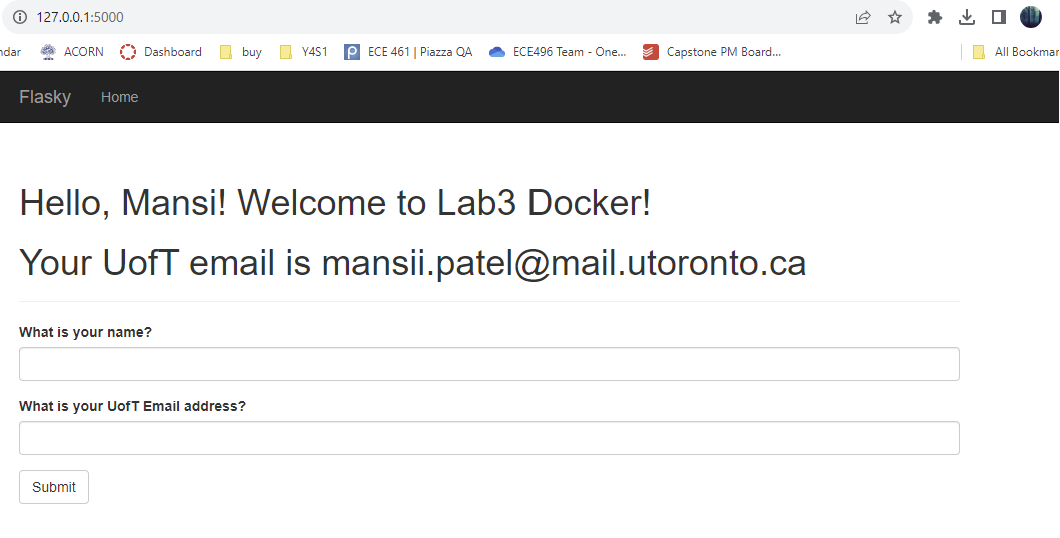 127.0.0.1:5000
ndar ACORN Dashboard buy Y4S1 ECE 461 | Piazza QA ECE496 Team - One... Capstone PM Board... All Bookmar
Flasky Home
Hello, Mansi! Welcome to Lab3 Docker!
Your UofT email is mansii.patel@mail.utoronto.ca
What is your name?
What is your UofT Email address?
Submit